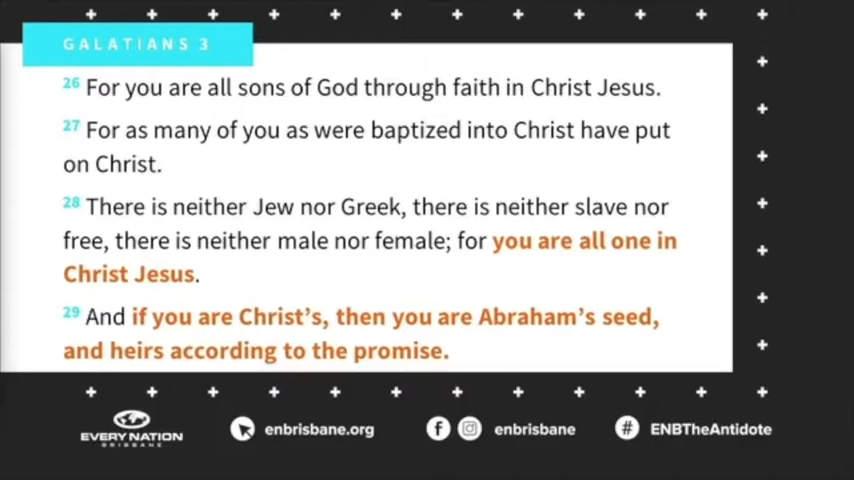 GALATIANS 3
26 For you are all sons of God through faith in Christ Jesus.
27 For as many of you as were baptized into Christ have put
on Christ.
28 There is neither Jew nor Greek, there is neither slave nor
free, there is neither male nor female; for you are all one in
Christ Jesus.
29 And if you are Christ’s, then you are Abraham’s seed,
and heirs according to the promise.
EVERY NATION
BRISBANE
enbrisbane.org
f enbrisbane
# ENBTheAntidote